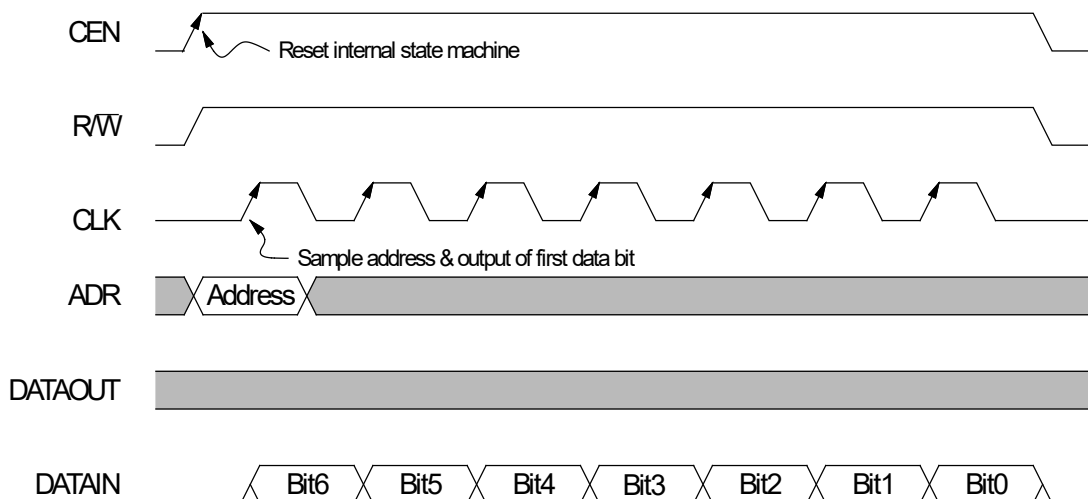 CEN
Reset internal state machine
R/W̅
CLK
Sample address & output of first data bit
ADR Address
DATAOUT
DATAIN Bit6 Bit5 Bit4 Bit3 Bit2 Bit1 Bit0